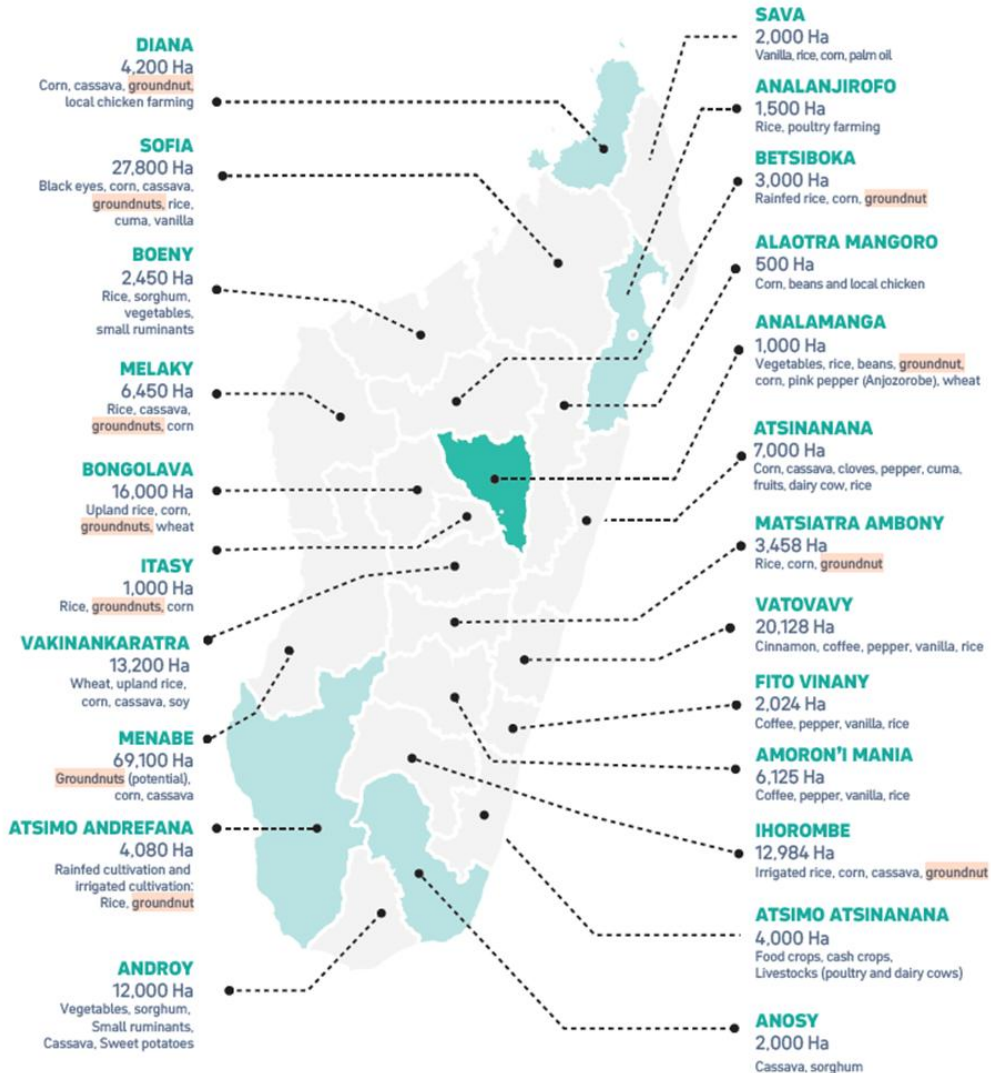 DIANA
4,200 Ha
Corn, cassava, groundnut,
local chicken farming
SOFIA
27,800 Ha
Black eyes, corn, cassava,
groundnuts, rice,
cuma, vanilla
BOENY
2,450 Ha
Rice, sorghum,
vegetables,
small ruminants
MELAKY
6,450 Ha
Rice, cassava,
groundnuts, corn
BONGOLAVA
16,000 Ha
Upland rice, corn,
groundnuts, wheat
ITASY
1,000 Ha
Rice, groundnuts, corn
VAKINANKARATRA
13,200 Ha
Wheat, upland rice,
corn, cassava, soy
MENABE
69,100 Ha
Groundnuts (potential),
corn, cassava
ATSIMO ANDREFANA
4,080 Ha
Rainfed cultivation and
irrigated cultivation:
Rice, groundnut
ANDROY
12,000 Ha
Vegetables, sorghum,
Small ruminants,
Cassava, Sweet potatoes
SAVA
2,000 Ha
Vanilla, rice, corn, palm oil
ANALANJIROFO
1,500 Ha
Rice, poultry farming
BETSIBOKA
3,000 Ha
Rainfed rice, corn, groundnut
ALAOTRA MANGORO
500 Ha
Corn, beans and local chicken
ANALAMANGA
1,000 Ha
Vegetables, rice, beans, groundnut,
corn, pink pepper (Anjozorobe), wheat
ATSINANANA
7,000 Ha
Corn, cassava, cloves, pepper, cuma,
fruits, dairy cow, rice
MATSIATRA AMBONY
3,458 Ha
Rice, corn, groundnut
VATOVAVY
20,128 Ha
Cinnamon, coffee, pepper, vanilla, rice
FITO VINANY
2,024 Ha
Coffee, pepper, vanilla, rice
AMORON'I MANIA
6,125 Ha
Coffee, pepper, vanilla, rice
IHOROMBE
12,984 Ha
Irrigated rice, corn, cassava, groundnut
ATSIMO ATSINANANA
4,000 Ha
Food crops, cash crops,
Livestocks (poultry and dairy cows)
ANOSY
2,000 Ha
Cassava, sorghum